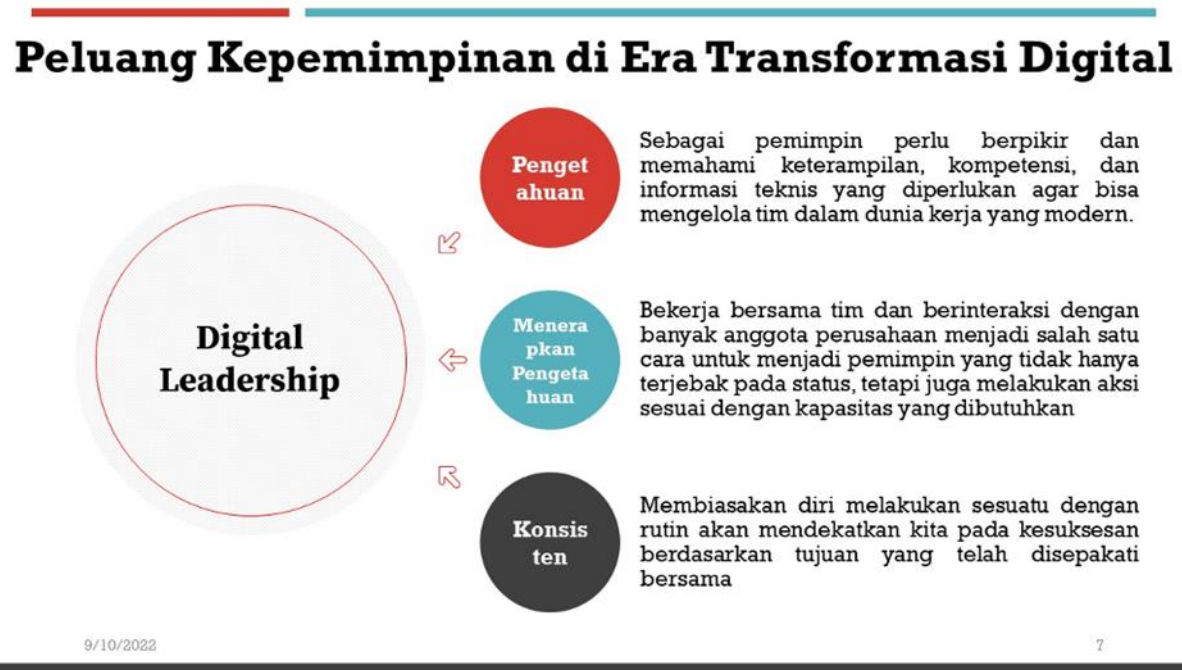 Peluang Kepemimpinan di Era Transformasi Digital
Digital
Leadership
Penget
ahuan
Sebagai pemimpin perlu berpikir dan
memahami keterampilan, kompetensi, dan
informasi teknis yang diperlukan agar bisa
mengelola tim dalam dunia kerja yang modern.
Menera
pkan
Pengeta
huan
Bekerja bersama tim dan berinteraksi dengan
banyak anggota perusahaan menjadi salah satu
cara untuk menjadi pemimpin yang tidak hanya
terjebak pada status, tetapi juga melakukan aksi
sesuai dengan kapasitas yang dibutuhkan
Konsis
ten
Membiasakan diri melakukan sesuatu dengan
rutin akan mendekatkan kita pada kesuksesan
berdasarkan tujuan yang telah disepakati
bersama
9/10/2022
7